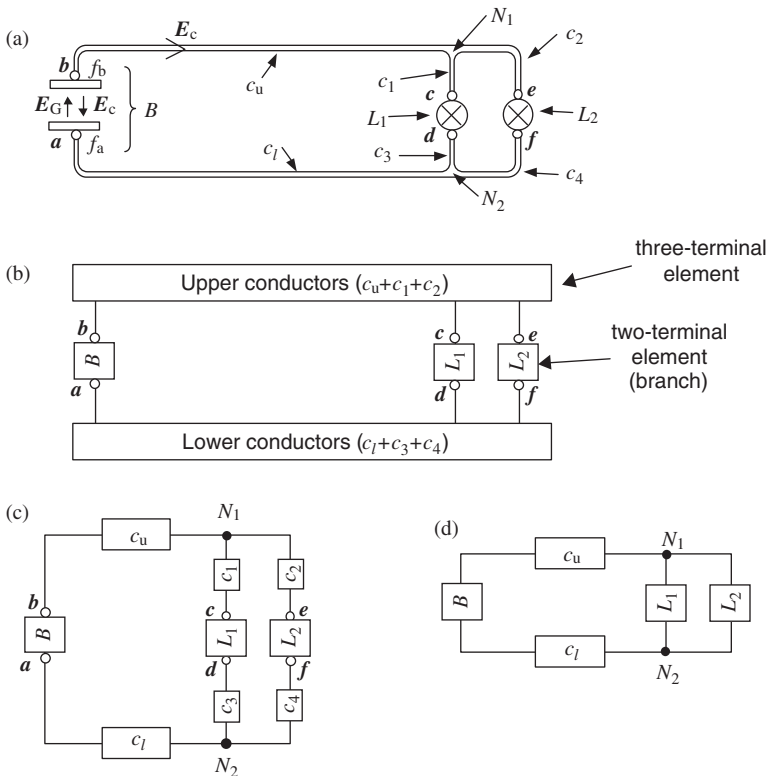 (a)
E_c
N_1
c_2
b
f_b
c_u
c_1
c
e
E_G
E_c
B
L_1
L_2
a
f_a
d
f
c_l
c_3
c_4
N_2
(b)
Upper conductors (c_u+c_1+c_2)
three-terminal
element
b
c
e
B
L_1
L_2
two-terminal
element
(branch)
a
d
f
Lower conductors (c_l+c_3+c_4)
(c)
N_1
c_u
c_1
c_2
b
c
e
B
L_1
L_2
a
d
f
c_3
c_4
c_l
N_2
(d)
N_1
c_u
B
L_1
L_2
c_l
N_2